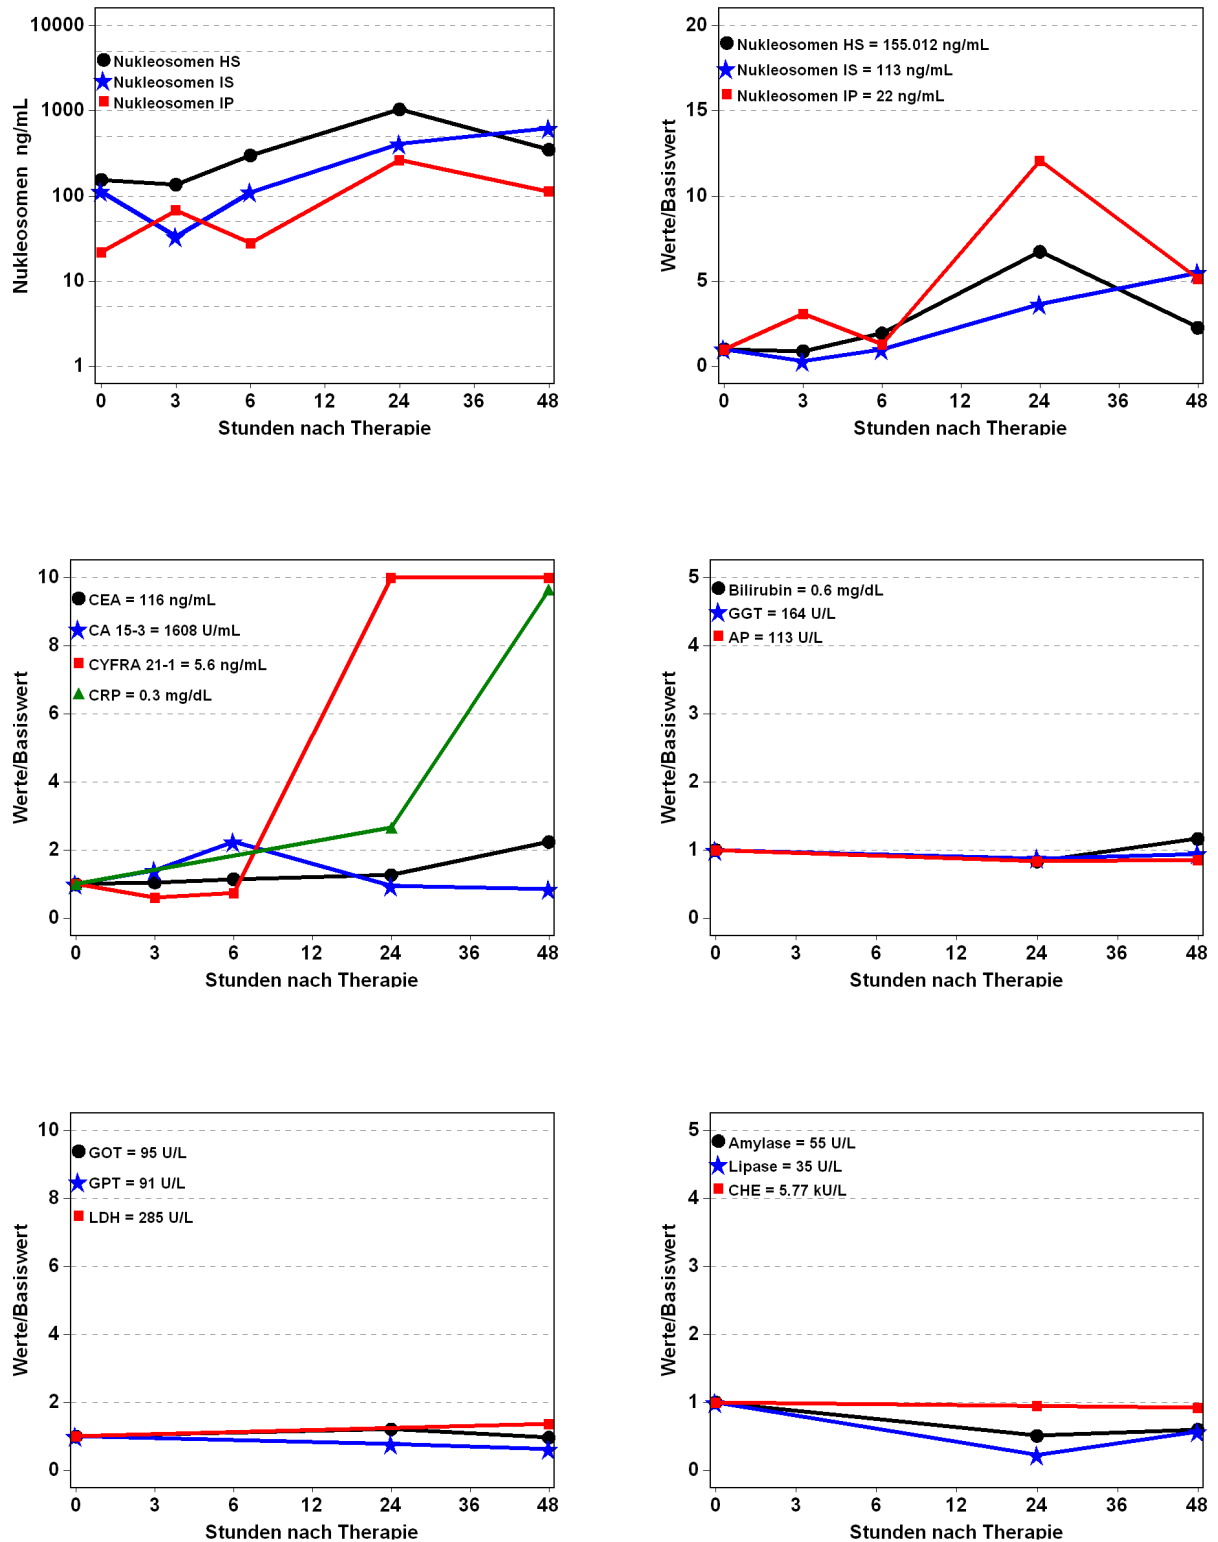 10000
1000
100
10
1
Nukleosomen ng/mL
Nukleosomen HS
Nukleosomen IS
Nukleosomen IP
0 3 6 12 24 36 48
Stunden nach Therapie
20
15
10
5
0
Werte/Basiswert
Nukleosomen HS = 155.012 ng/mL
Nukleosomen IS = 113 ng/mL
Nukleosomen IP = 22 ng/mL
0 3 6 12 24 36 48
Stunden nach Therapie
10
8
6
4
2
0
Werte/Basiswert
CEA = 116 ng/mL
CA 15-3 = 1608 U/mL
CYFRA 21-1 = 5.6 ng/mL
CRP = 0.3 mg/dL
0 3 6 12 24 36 48
Stunden nach Therapie
5
4
3
2
1
0
Werte/Basiswert
Bilirubin = 0.6 mg/dL
GGT = 164 U/L
AP = 113 U/L
0 3 6 12 24 36 48
Stunden nach Therapie
10
8
6
4
2
0
Werte/Basiswert
GOT = 95 U/L
GPT = 91 U/L
LDH = 285 U/L
0 3 6 12 24 36 48
Stunden nach Therapie
5
4
3
2
1
0
Werte/Basiswert
Amylase = 55 U/L
Lipase = 35 U/L
CHE = 5.77 kU/L
0 3 6 12 24 36 48
Stunden nach Therapie